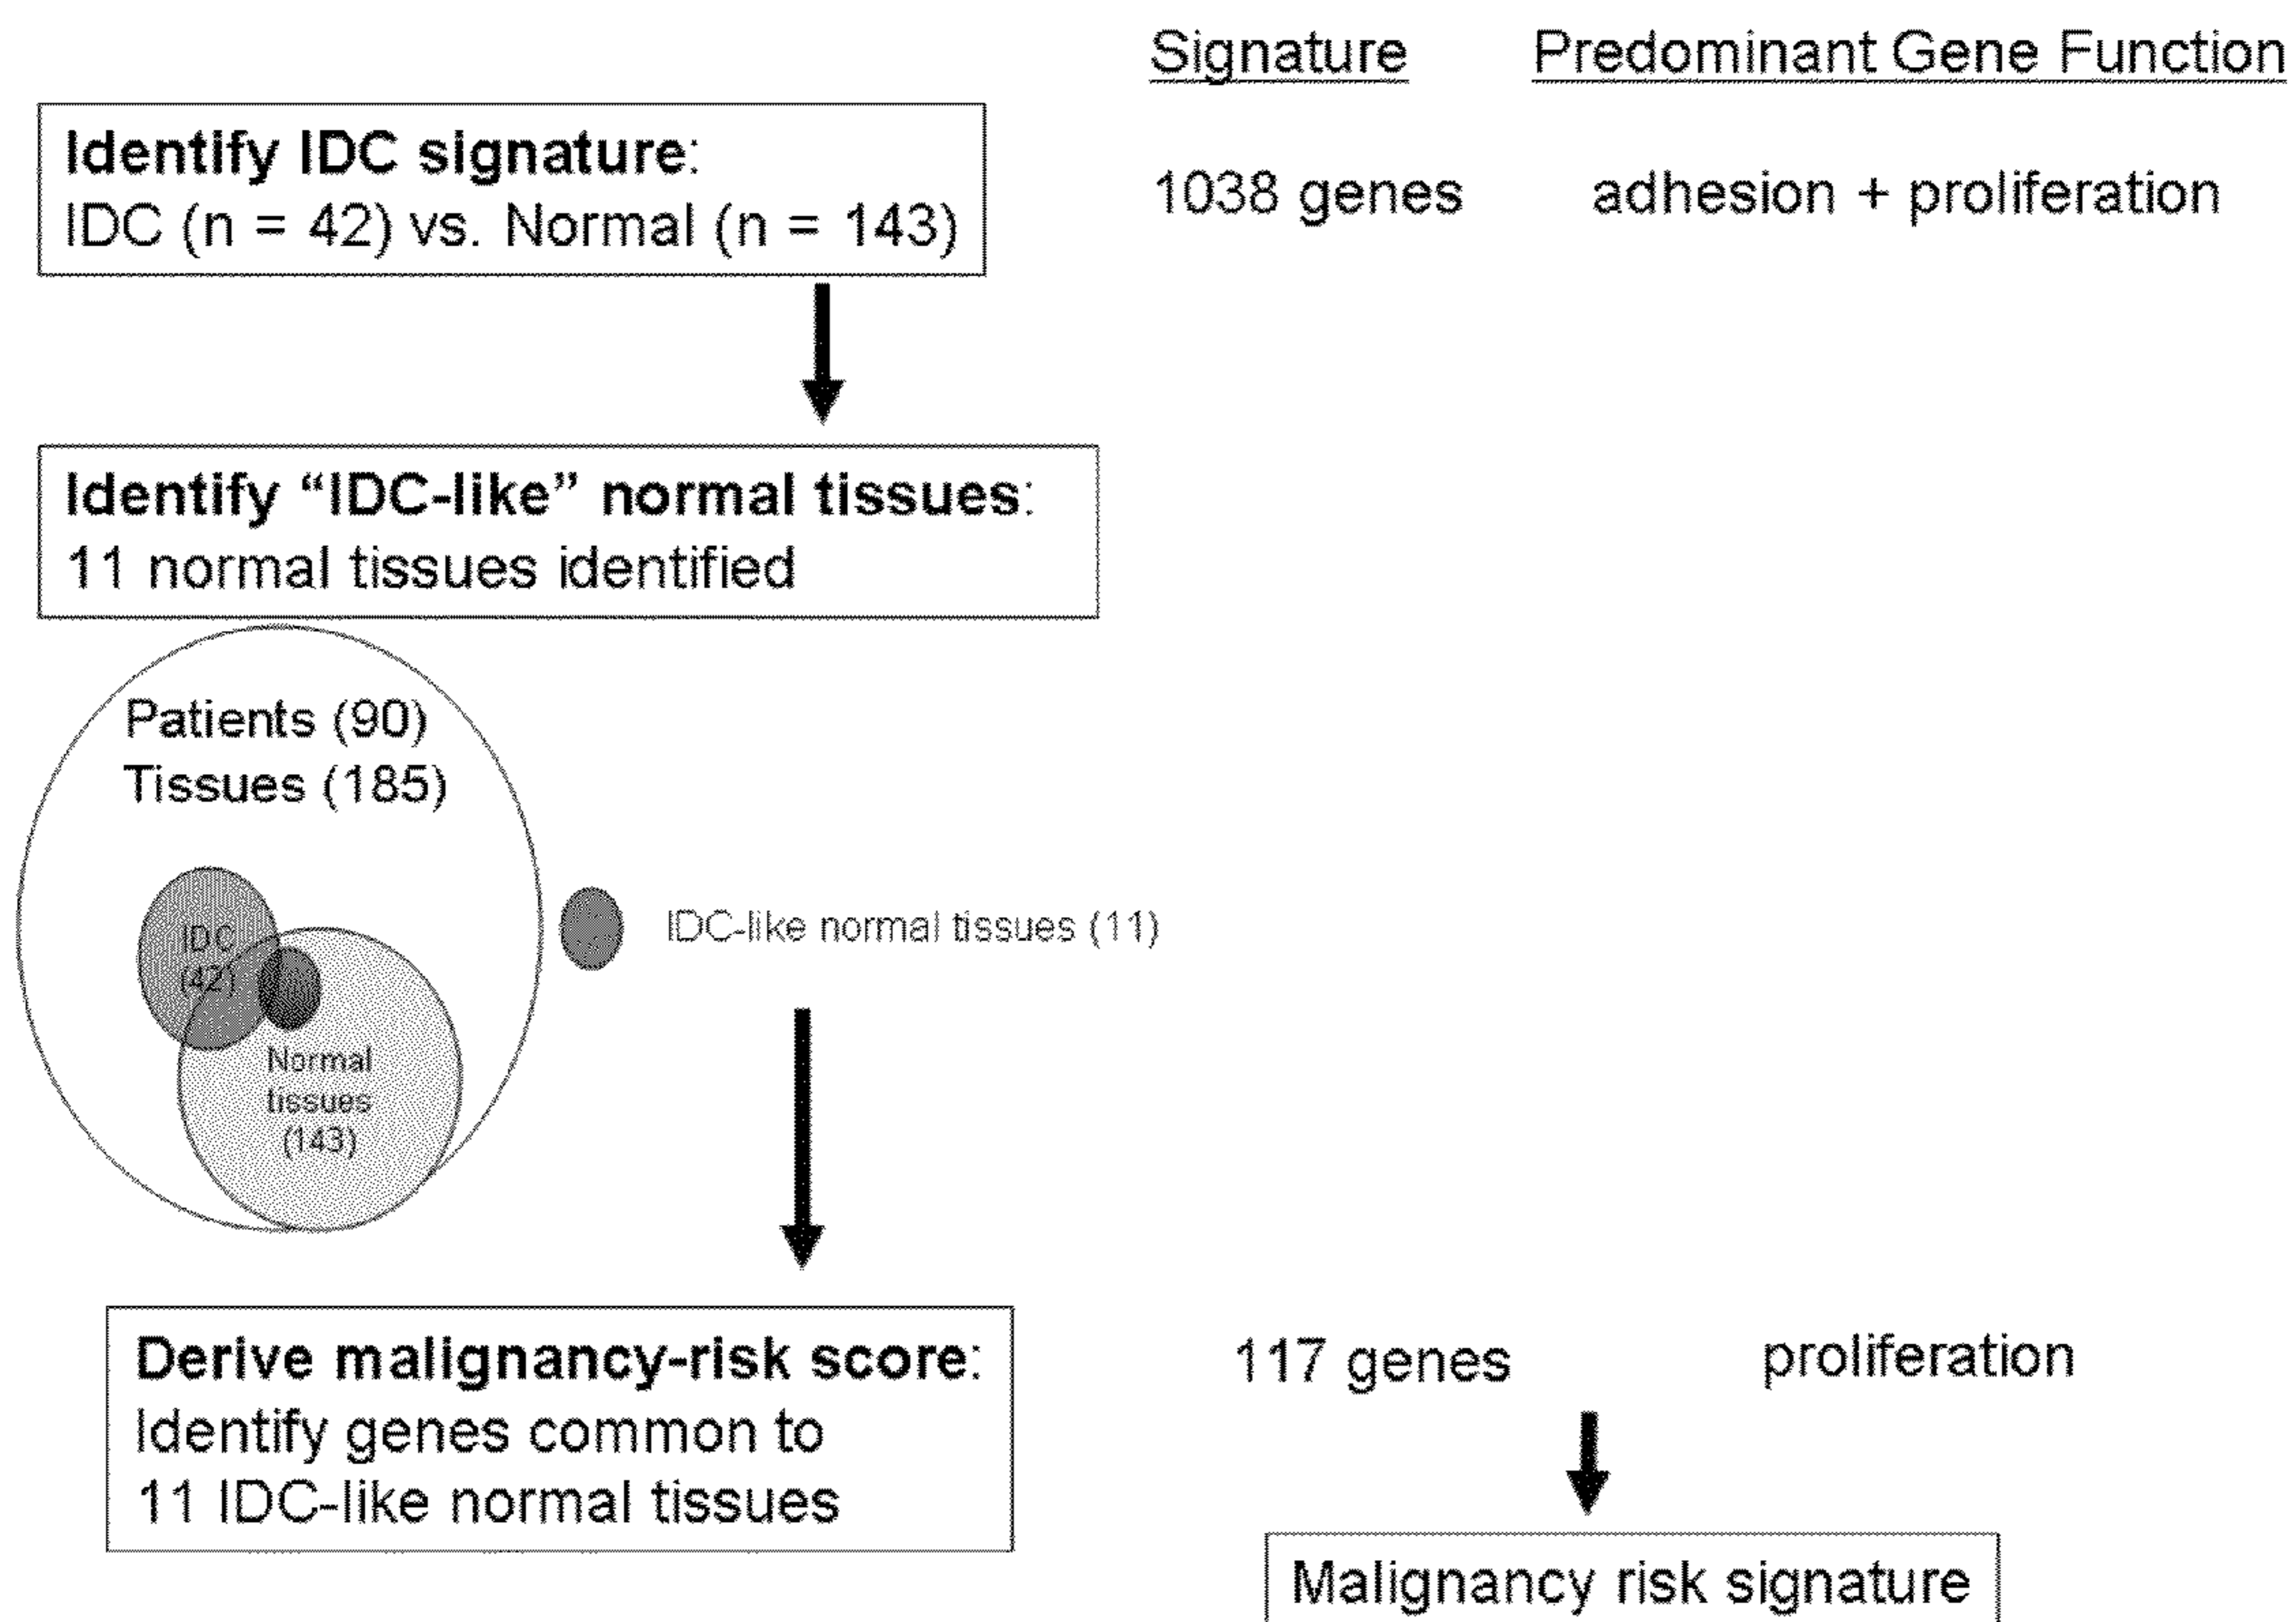 Signature
Predominant Gene Function
Identify IDC signature:
IDC (n = 42) vs. Normal (n = 143)
1038 genes
adhesion + proliferation
Identify “IDC-like” normal tissues:
11 normal tissues identified
Patients (90)
Tissues (185)
IDC
(42)
IDC-like normal tissues (11)
Normal
tissues
(143)
Derive malignancy-risk score:
Identify genes common to
11 IDC-like normal tissues
117 genes
proliferation
Malignancy risk signature